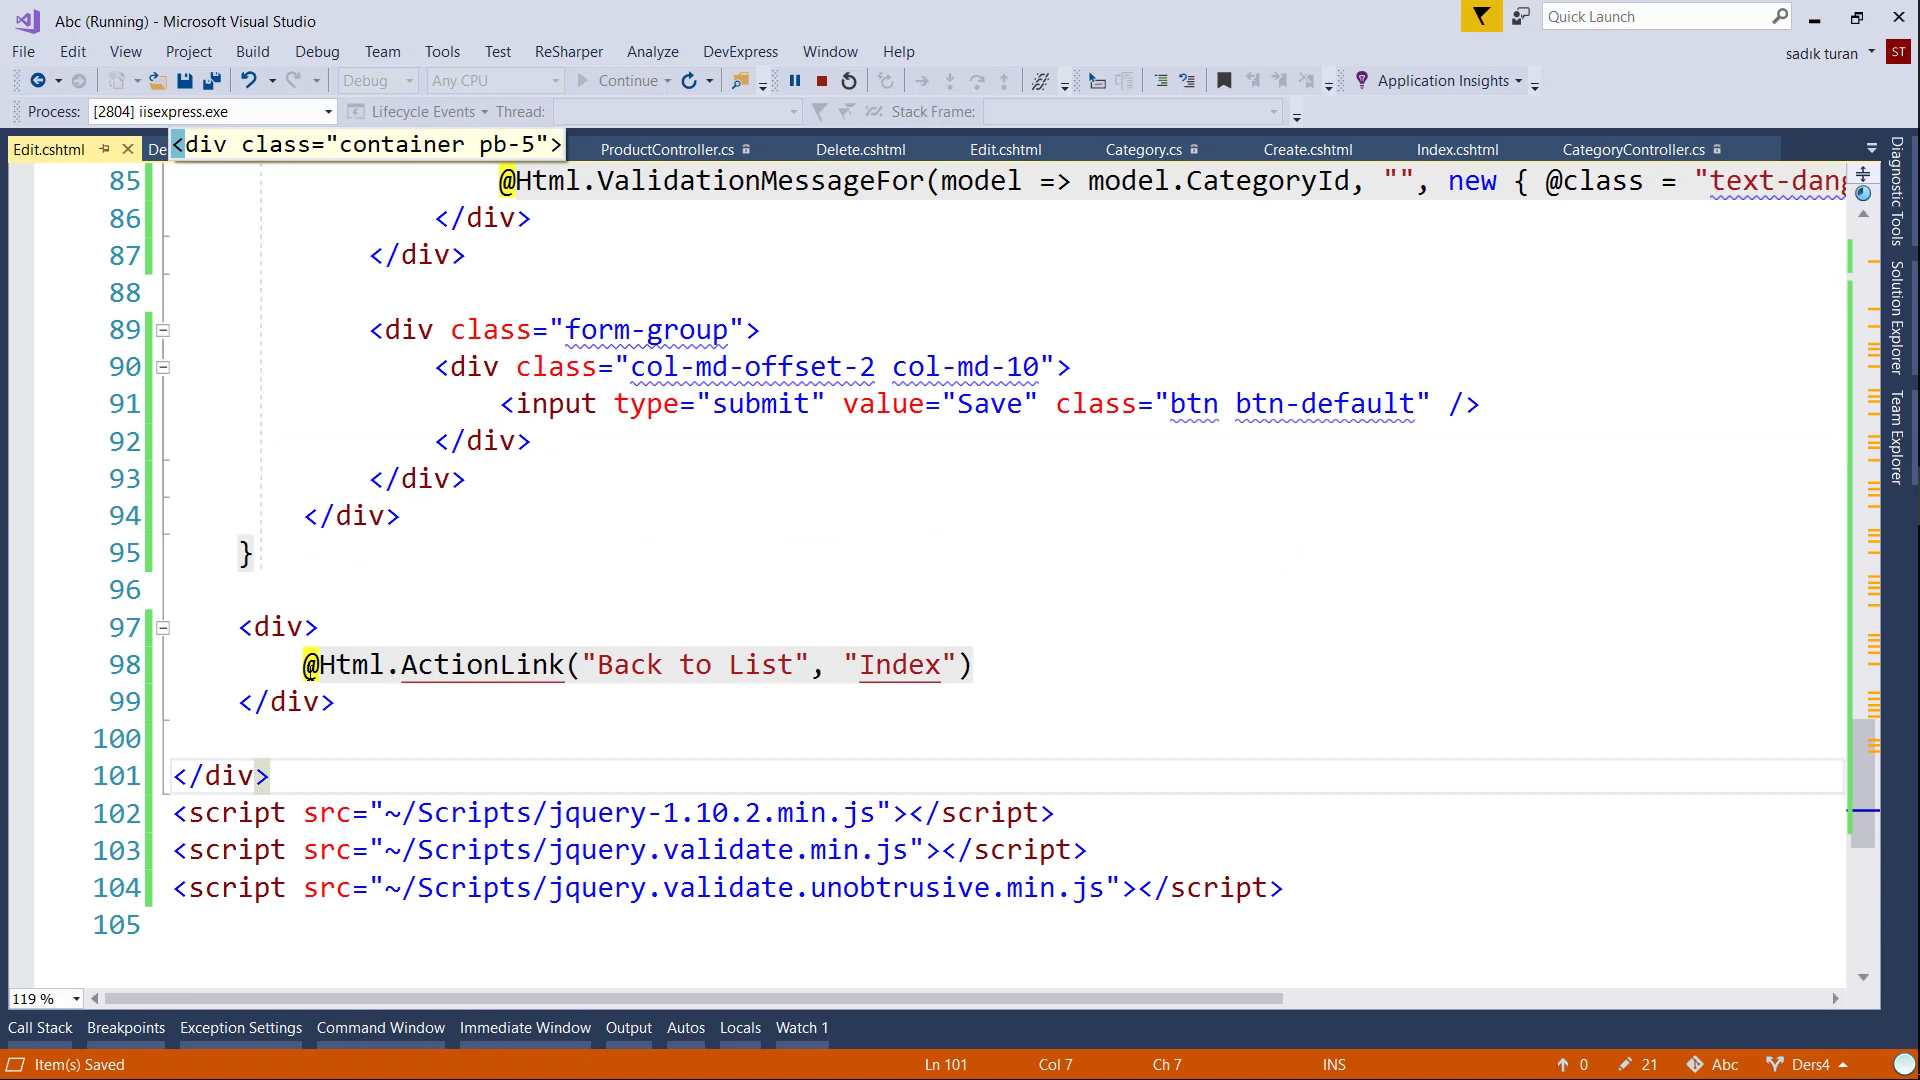 Abc (Running) - Microsoft Visual Studio
Quick Launch
File Edit View Project Build Debug Team Tools Test ReSharper Analyze DevExpress Window Help
sadık turan ST
Debug Any CPU Continue Application Insights
Process: [2804] iisexpress.exe Lifecycle Events Thread: Stack Frame:
Edit.cshtml De <div class="container pb-5"> ProductController.cs Delete.cshtml Edit.cshtml Category.cs Create.cshtml Index.cshtml CategoryController.cs
85 @Html.ValidationMessageFor(model => model.CategoryId, "", new { @class = "text-dang
86 </div>
87 </div>
88
89 <div class="form-group">
90 <div class="col-md-offset-2 col-md-10">
91 <input type="submit" value="Save" class="btn btn-default" />
92 </div>
93 </div>
94 </div>
95 }
96
97 <div>
98 @Html.ActionLink("Back to List", "Index")
99 </div>
100
101 </div>
102 <script src="~/Scripts/jquery-1.10.2.min.js"></script>
103 <script src="~/Scripts/jquery.validate.min.js"></script>
104 <script src="~/Scripts/jquery.validate.unobtrusive.min.js"></script>
105
Diagnostic Tools
Solution Explorer
Team Explorer
119 %
Call Stack Breakpoints Exception Settings Command Window Immediate Window Output Autos Locals Watch 1
Item(s) Saved Ln 101 Col 7 Ch 7 INS 0 21 Abc Ders4